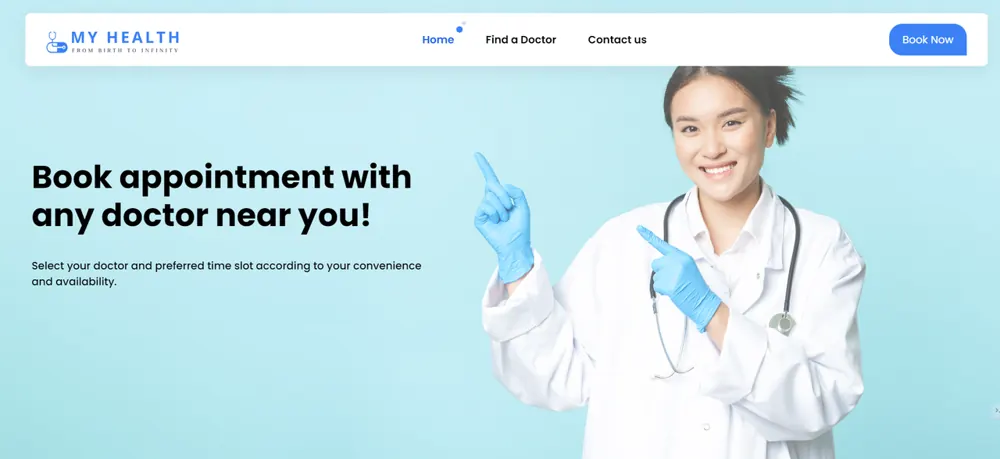 MY HEALTH
FROM BIRTH TO INFINITY
Home
Find a Doctor
Contact us
Book Now
Book appointment with
any doctor near you!
Select your doctor and preferred time slot according to your convenience
and availability.